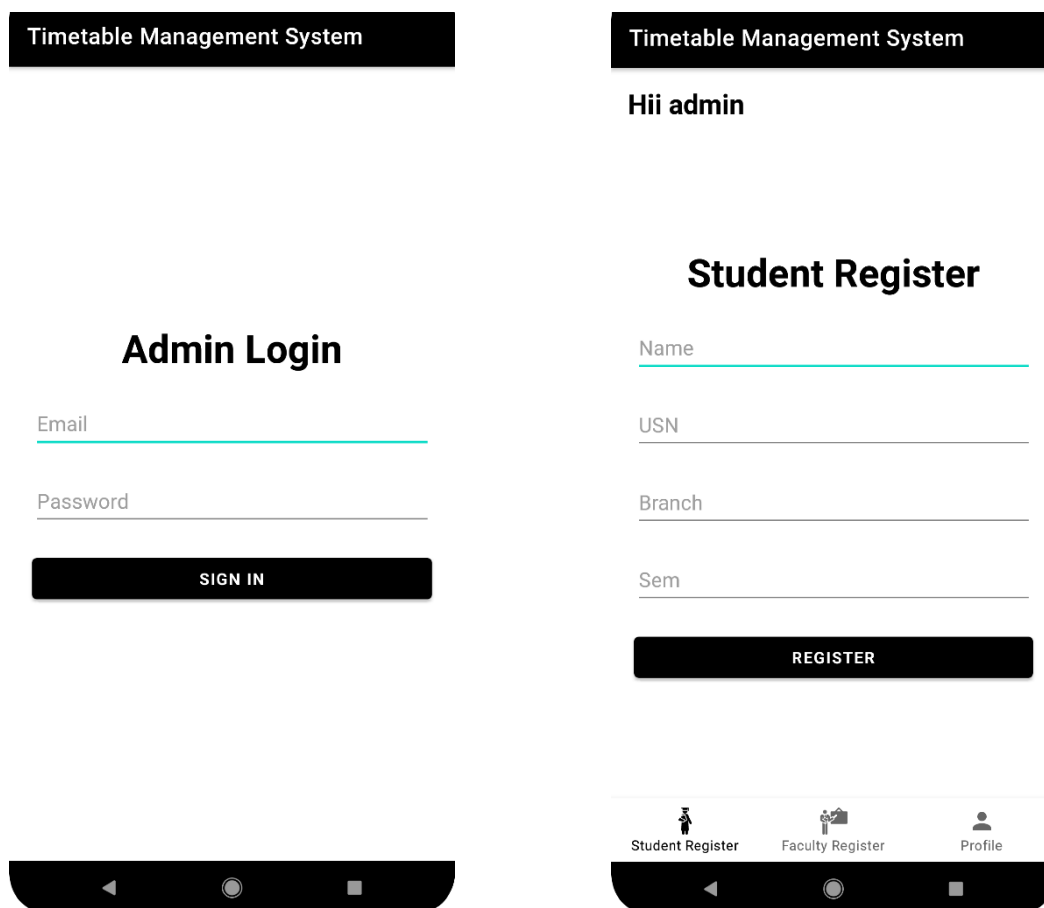 Timetable Management System
Admin Login
Email
Password
SIGN IN
Timetable Management System
Hii admin
Student Register
Name
USN
Branch
Sem
REGISTER
Student Register
Faculty Register
Profile